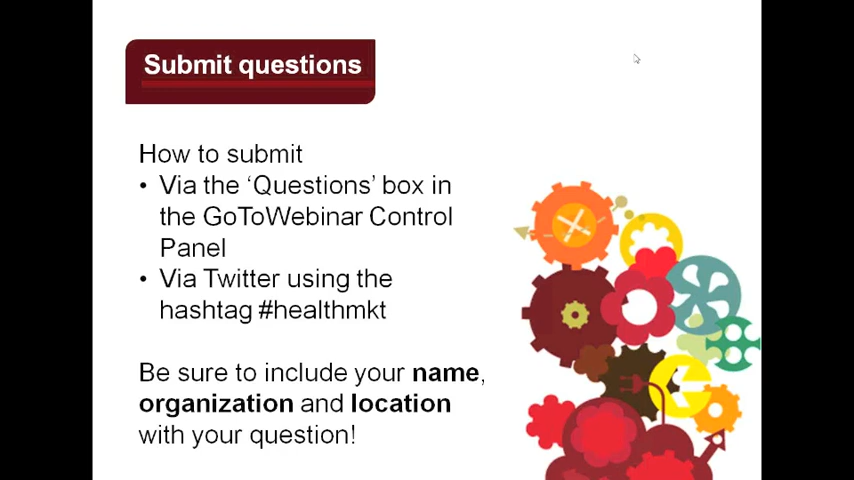 Submit questions
How to submit
• Via the ‘Questions’ box in
the GoToWebinar Control
Panel
• Via Twitter using the
hashtag #healthmkt
Be sure to include your name,
organization and location
with your question!